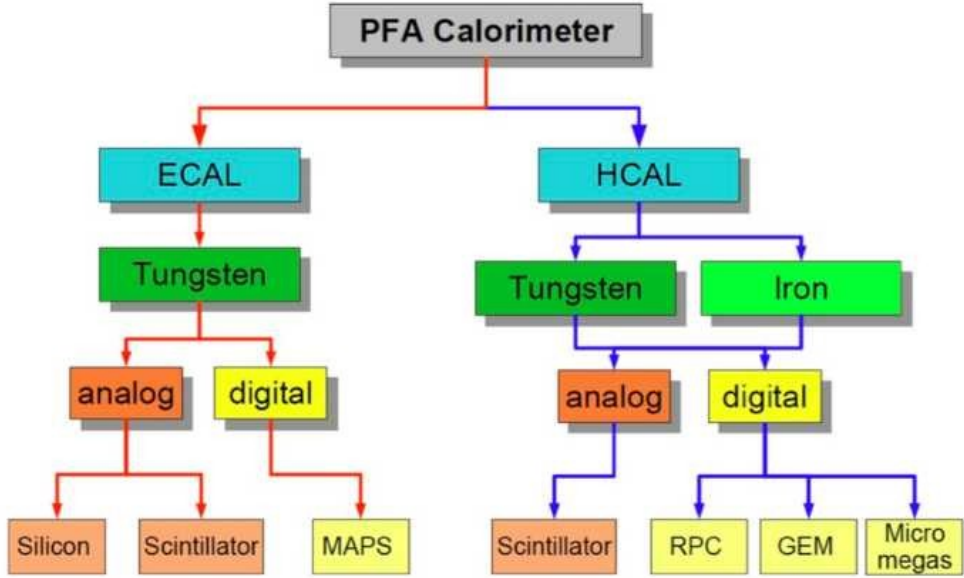 PFA Calorimeter
ECAL
HCAL
Tungsten
Tungsten
Iron
analog
digital
analog
digital
Silicon
Scintillator
MAPS
Scintillator
RPC
GEM
Micro
megas